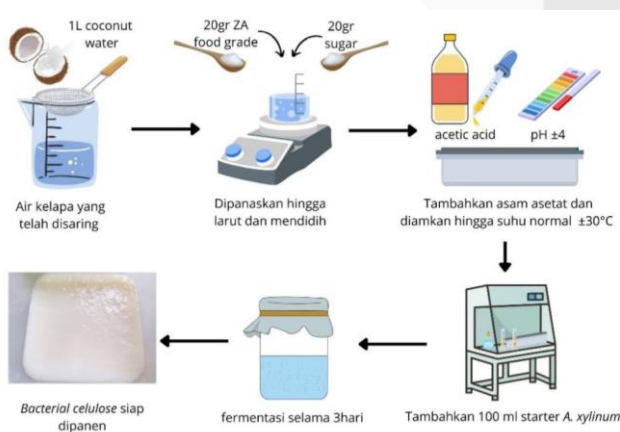 1L coconut
water
20gr ZA
food grade
20gr
sugar
acetic acid
pH ±4
Air kelapa yang
telah disaring
Dipanaskan hingga
larut dan mendidih
Tambahkan asam asetat dan
diamkan hingga suhu normal ±30°C
Bacterial celulose siap
dipanen
fermentasi selama 3hari
Tambahkan 100 ml starter A. xylinum